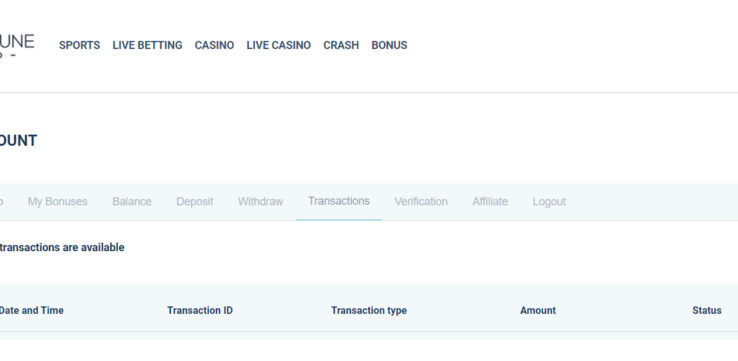 UNE
SPORTS LIVE BETTING CASINO LIVE CASINO CRASH BONUS
OUNT
My Bonuses Balance Deposit Withdraw Transactions Verification Affiliate Logout
transactions are available
Date and Time Transaction ID Transaction type Amount Status